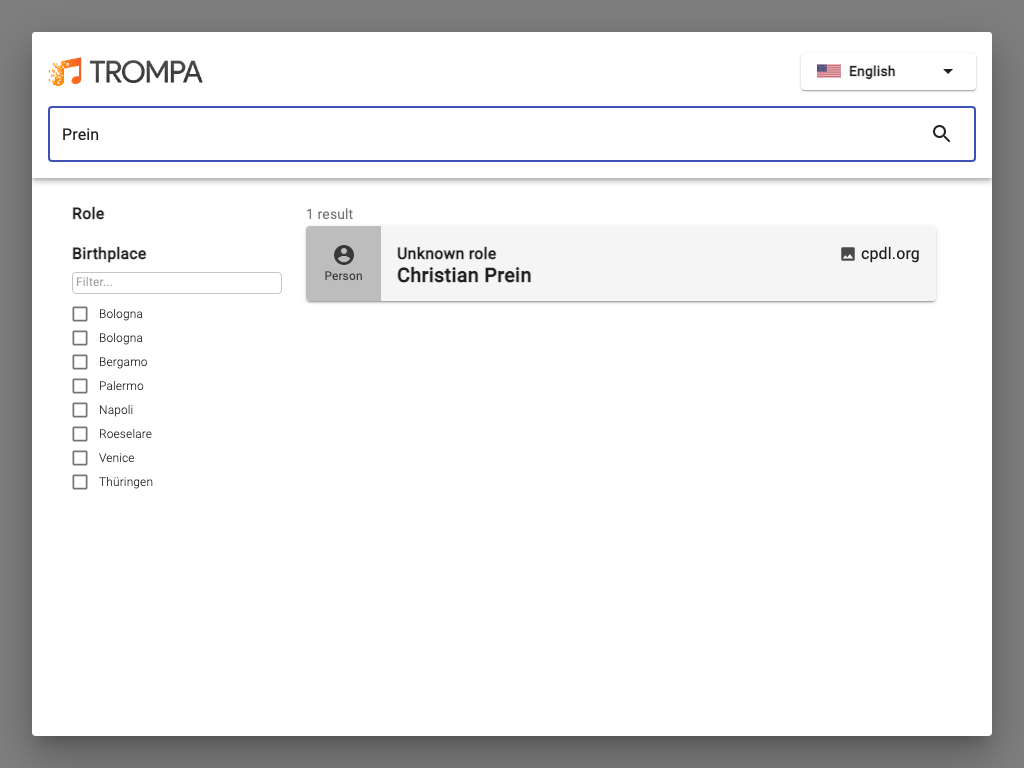 TROMPA
English
Prein
Role
Birthplace
Filter...
Bologna
Bologna
Bergamo
Palermo
Napoli
Roeselare
Venice
Thüringen
1 result
Person
Unknown role
Christian Prein
cpdl.org